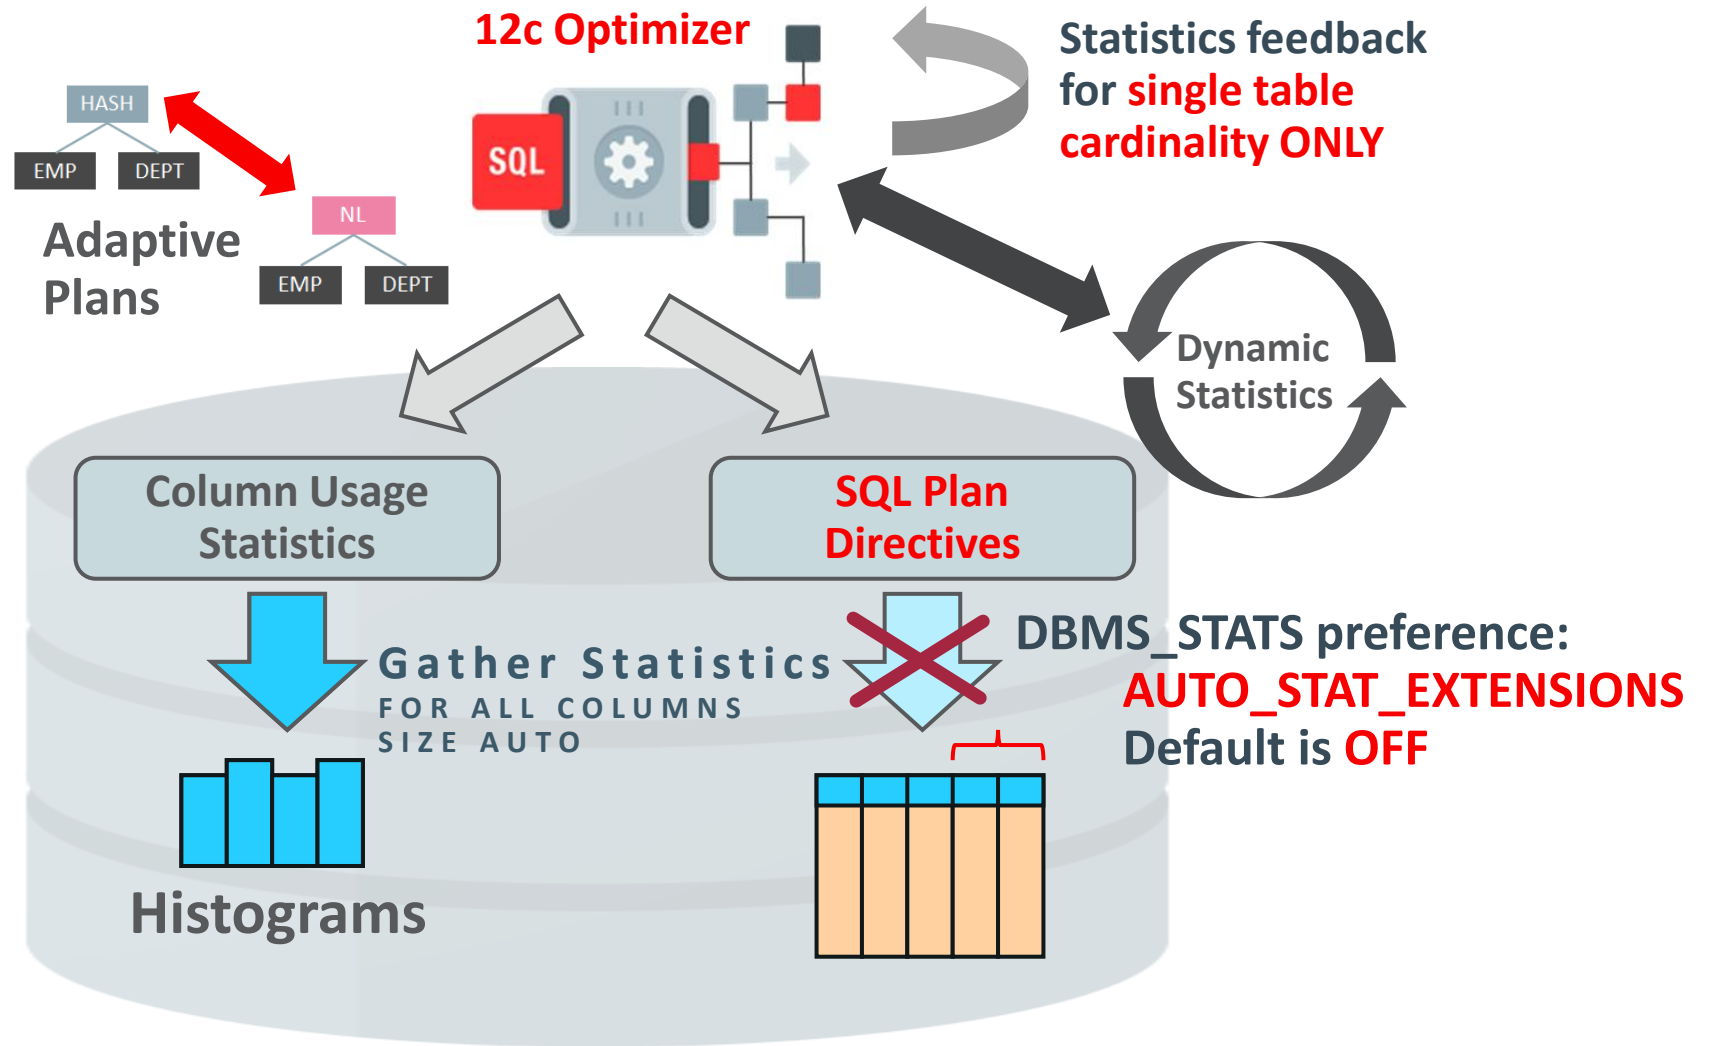 12c Optimizer
Statistics feedback
for single table
cardinality ONLY
HASH
EMP
DEPT
NL
EMP
DEPT
Adaptive
Plans
SQL
Dynamic
Statistics
Column Usage
Statistics
SQL Plan
Directives
Gather Statistics
FOR ALL COLUMNS
SIZE AUTO
DBMS_STATS preference:
AUTO_STAT_EXTENSIONS
Default is OFF
Histograms